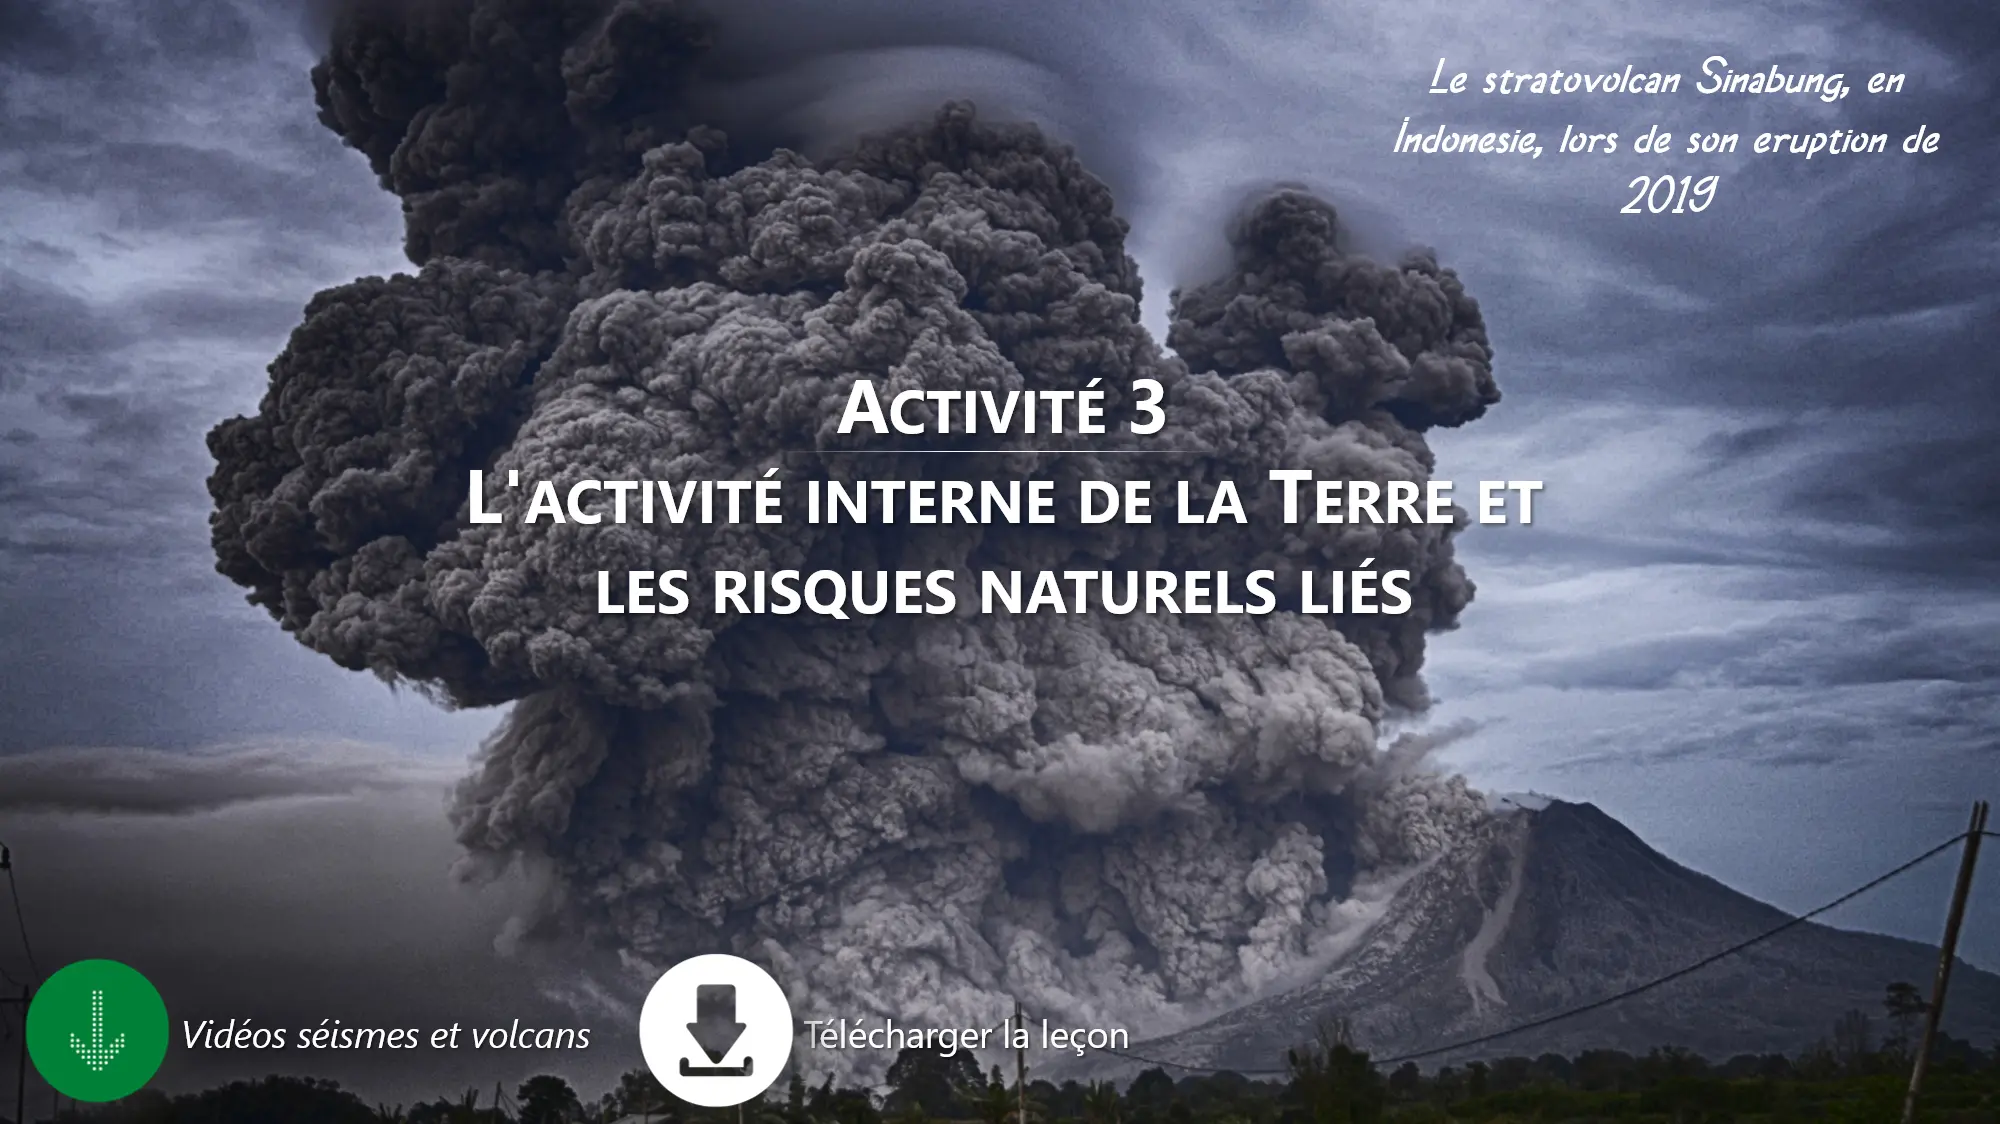 Le stratovolcan Sinabung, en
Indonesie, lors de son eruption de
2019
Activité 3
L'activité interne de la Terre et
les risques naturels liés
Vidéos séismes et volcans
Télécharger la leçon